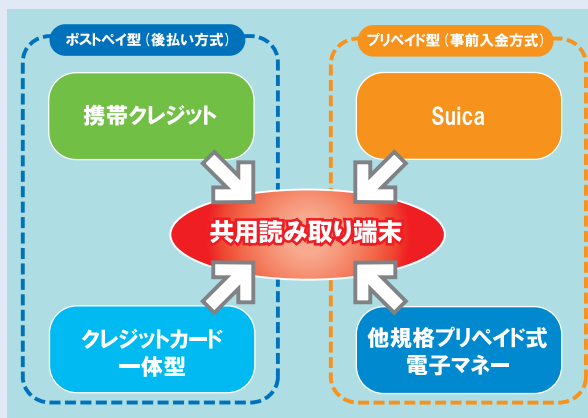 ポストペイ型（後払い方式）
プリペイド型（事前入金方式）
携帯クレジット
Suica
共用読み取り端末
クレジットカード
一体型
他規格プリペイド式
電子マネー